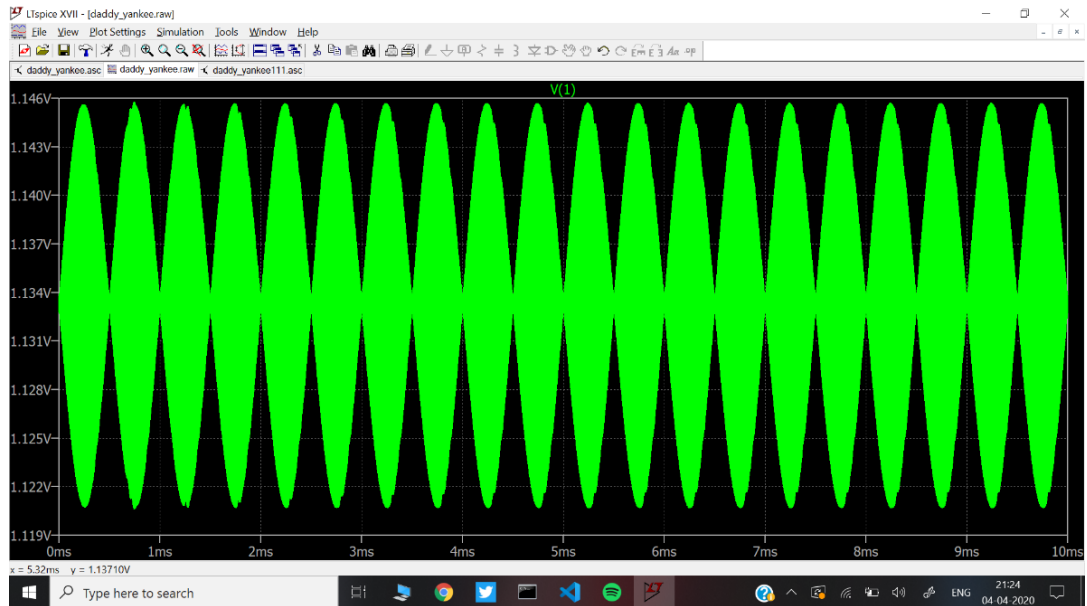 LTspice XVII - [daddy_yankee.raw]
File View Plot Settings Simulation Tools Window Help
daddy_yankee.asc daddy_yankee.raw daddy_yankee111.asc
V(1)
1.146V
1.143V
1.140V
1.137V
1.134V
1.131V
1.128V
1.125V
1.122V
1.119V
0ms 1ms 2ms 3ms 4ms 5ms 6ms 7ms 8ms 9ms 10ms
x = 5.32ms y = 1.13710V
Type here to search
ENG
21:24
04-04-2020